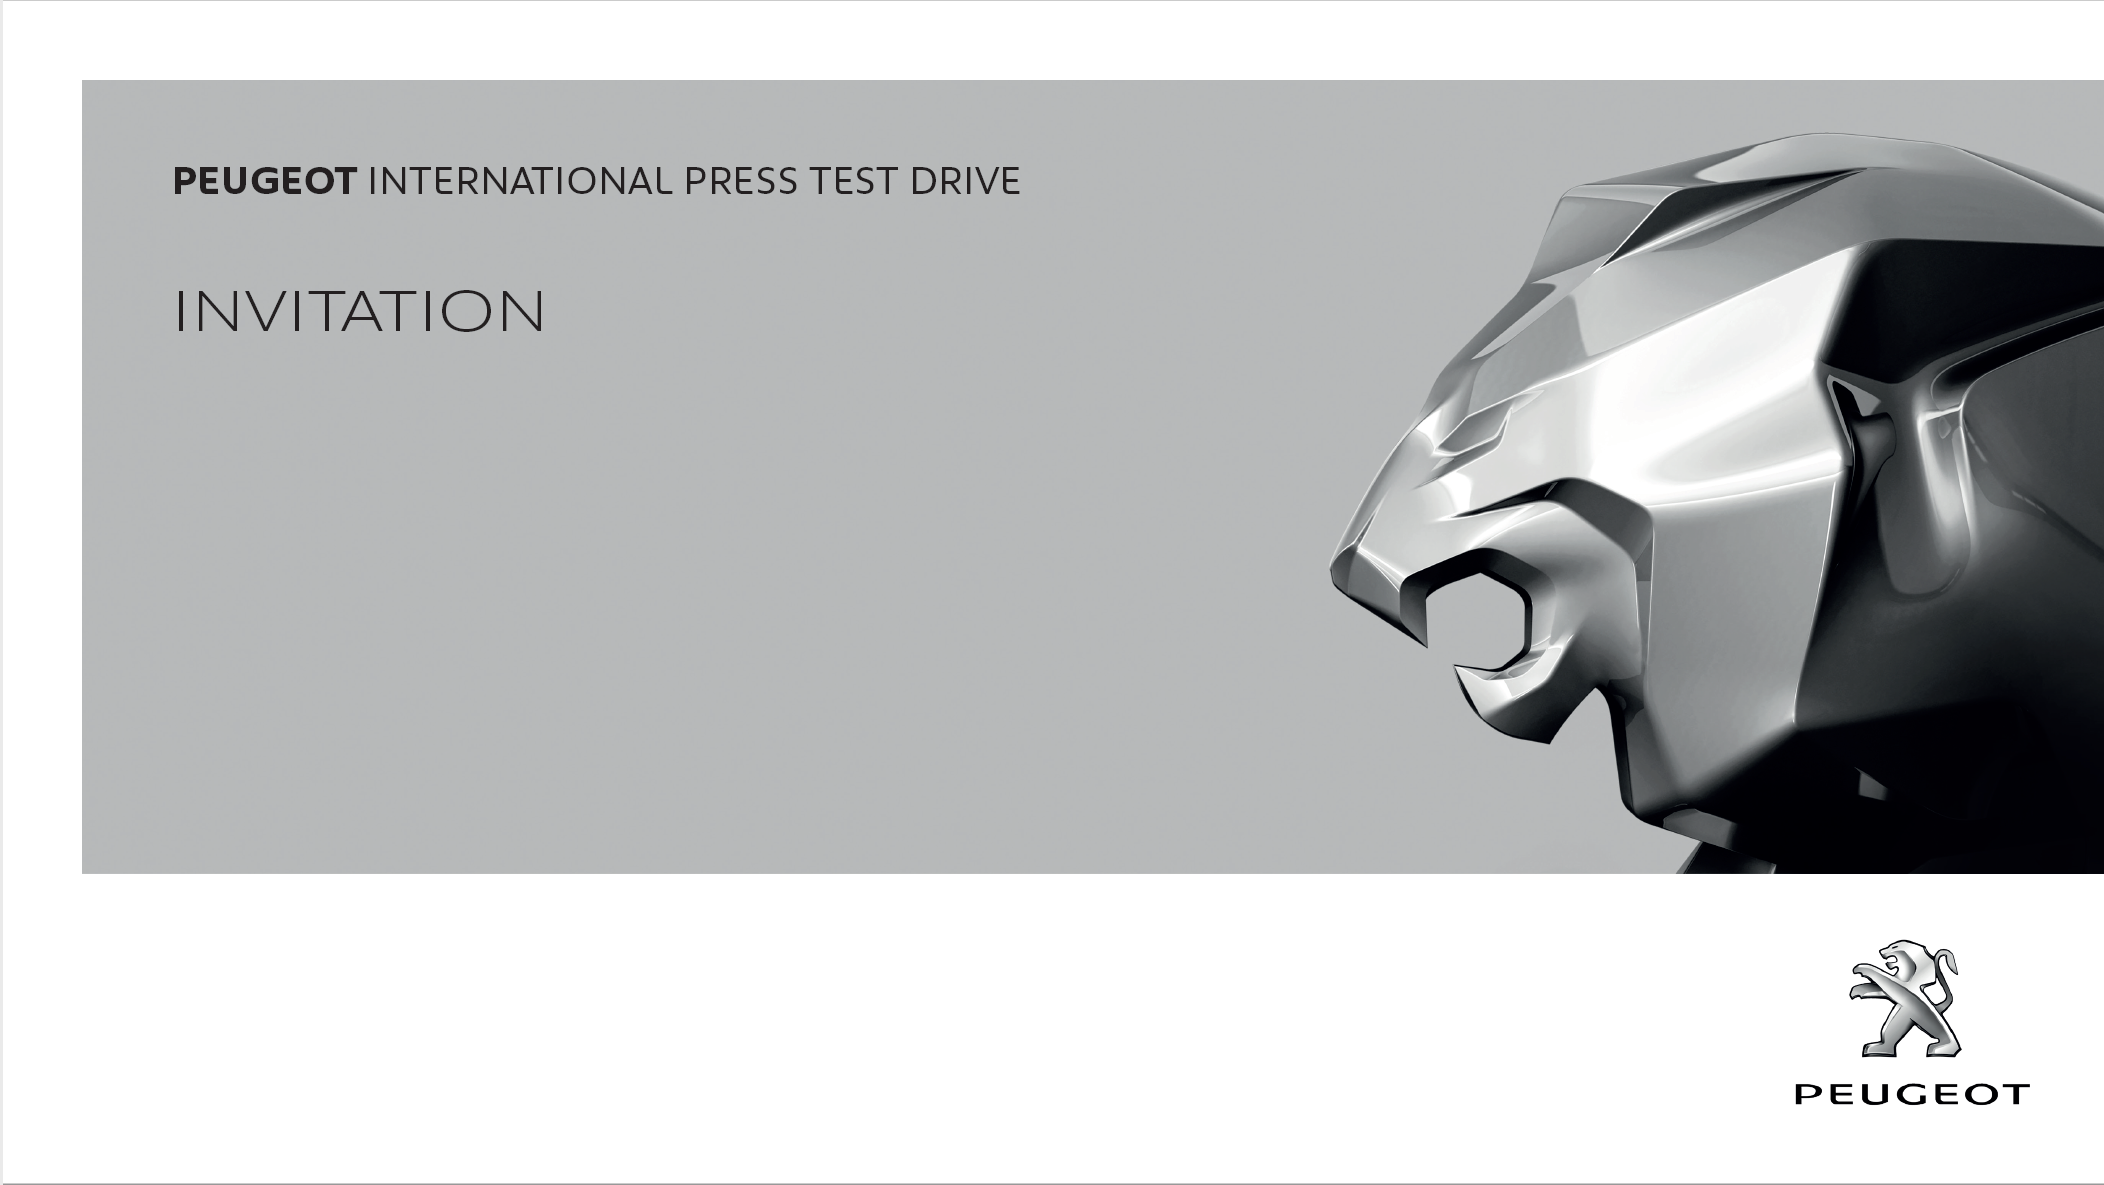 PEUGEOT INTERNATIONAL PRESS TEST DRIVE
INVITATION
PEUGEOT